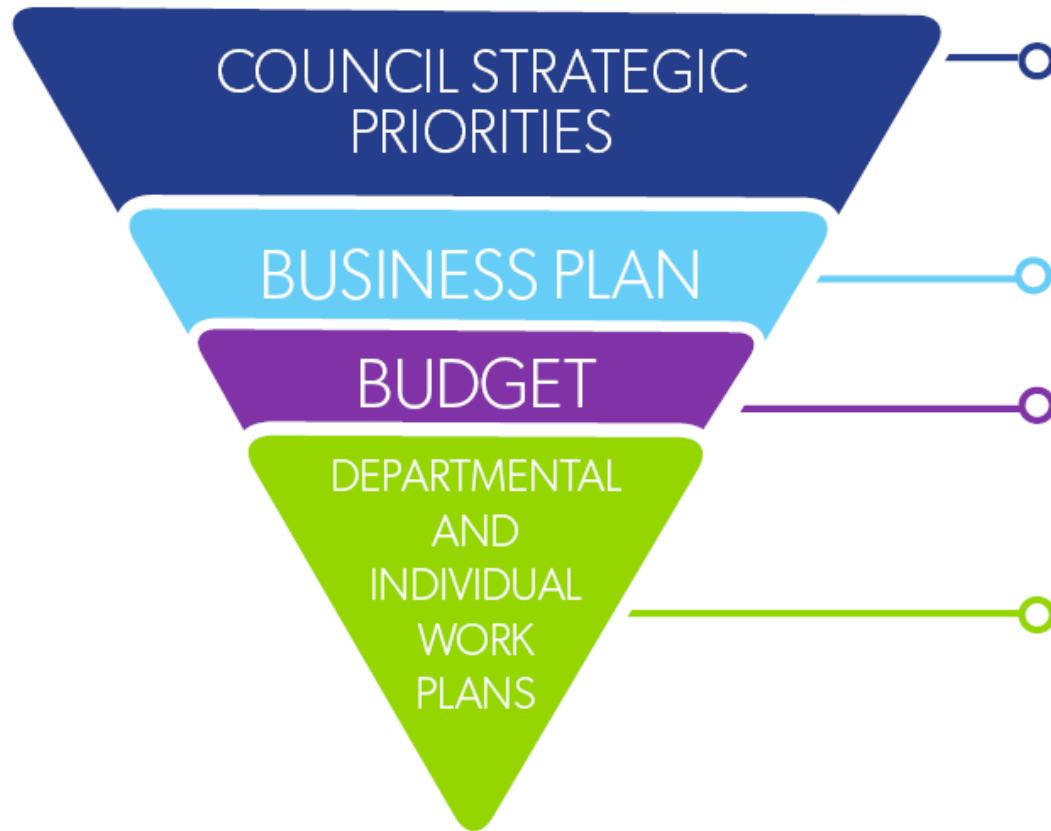 COUNCIL STRATEGIC
PRIORITIES
BUSINESS PLAN
BUDGET
DEPARTMENTAL
AND
INDIVIDUAL
WORK
PLANS